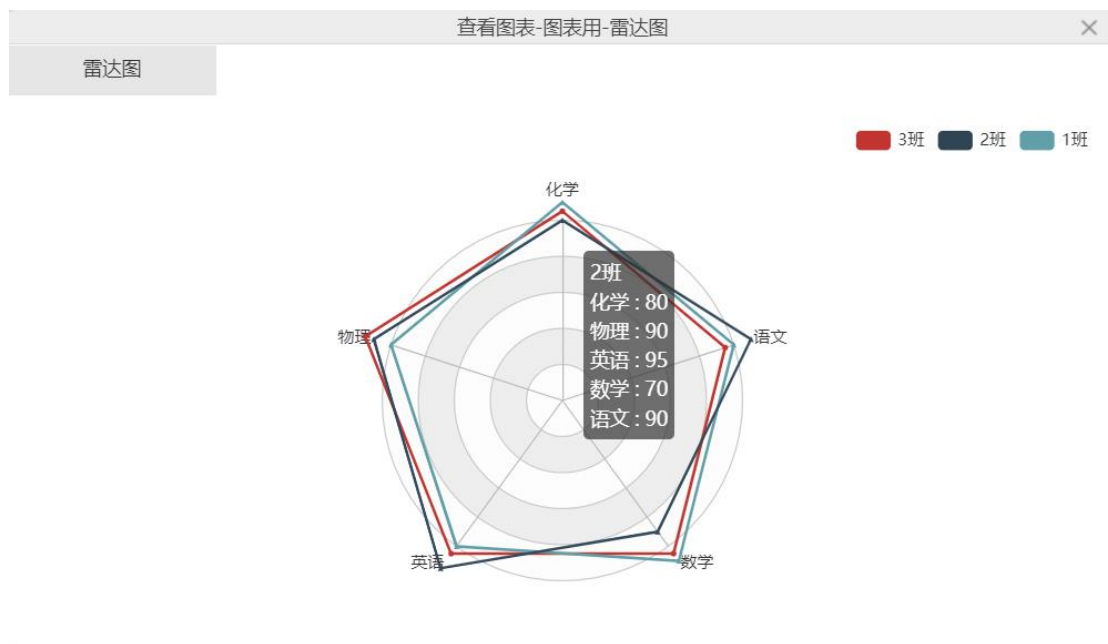 查看图表-图表用-雷达图
雷达图
3班
2班
1班
化学
2班
化学 : 80
物理 : 90
英语 : 95
数学 : 70
语文 : 90
物理
语文
英语
数学